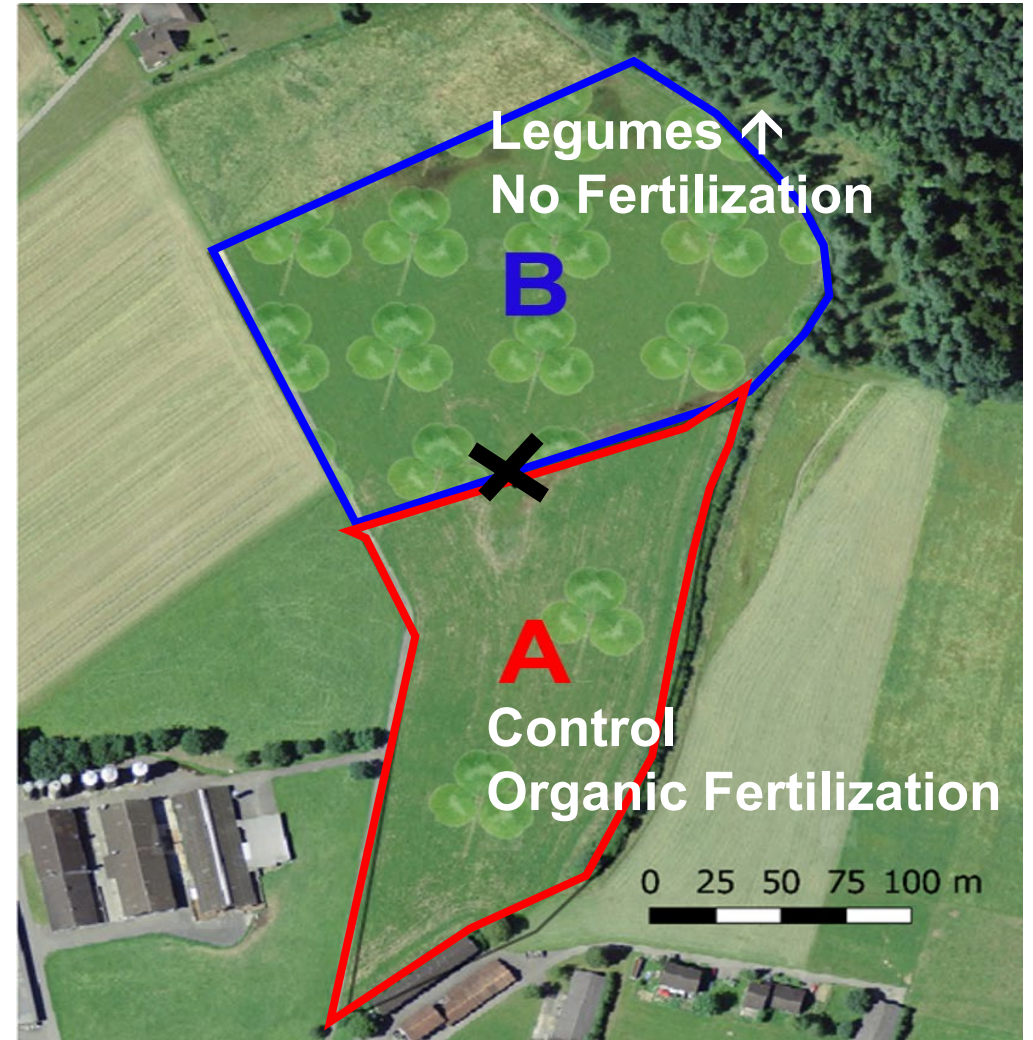 Legumes ↑
No Fertilization
B
A
Control
Organic Fertilization
0 25 50 75 100 m